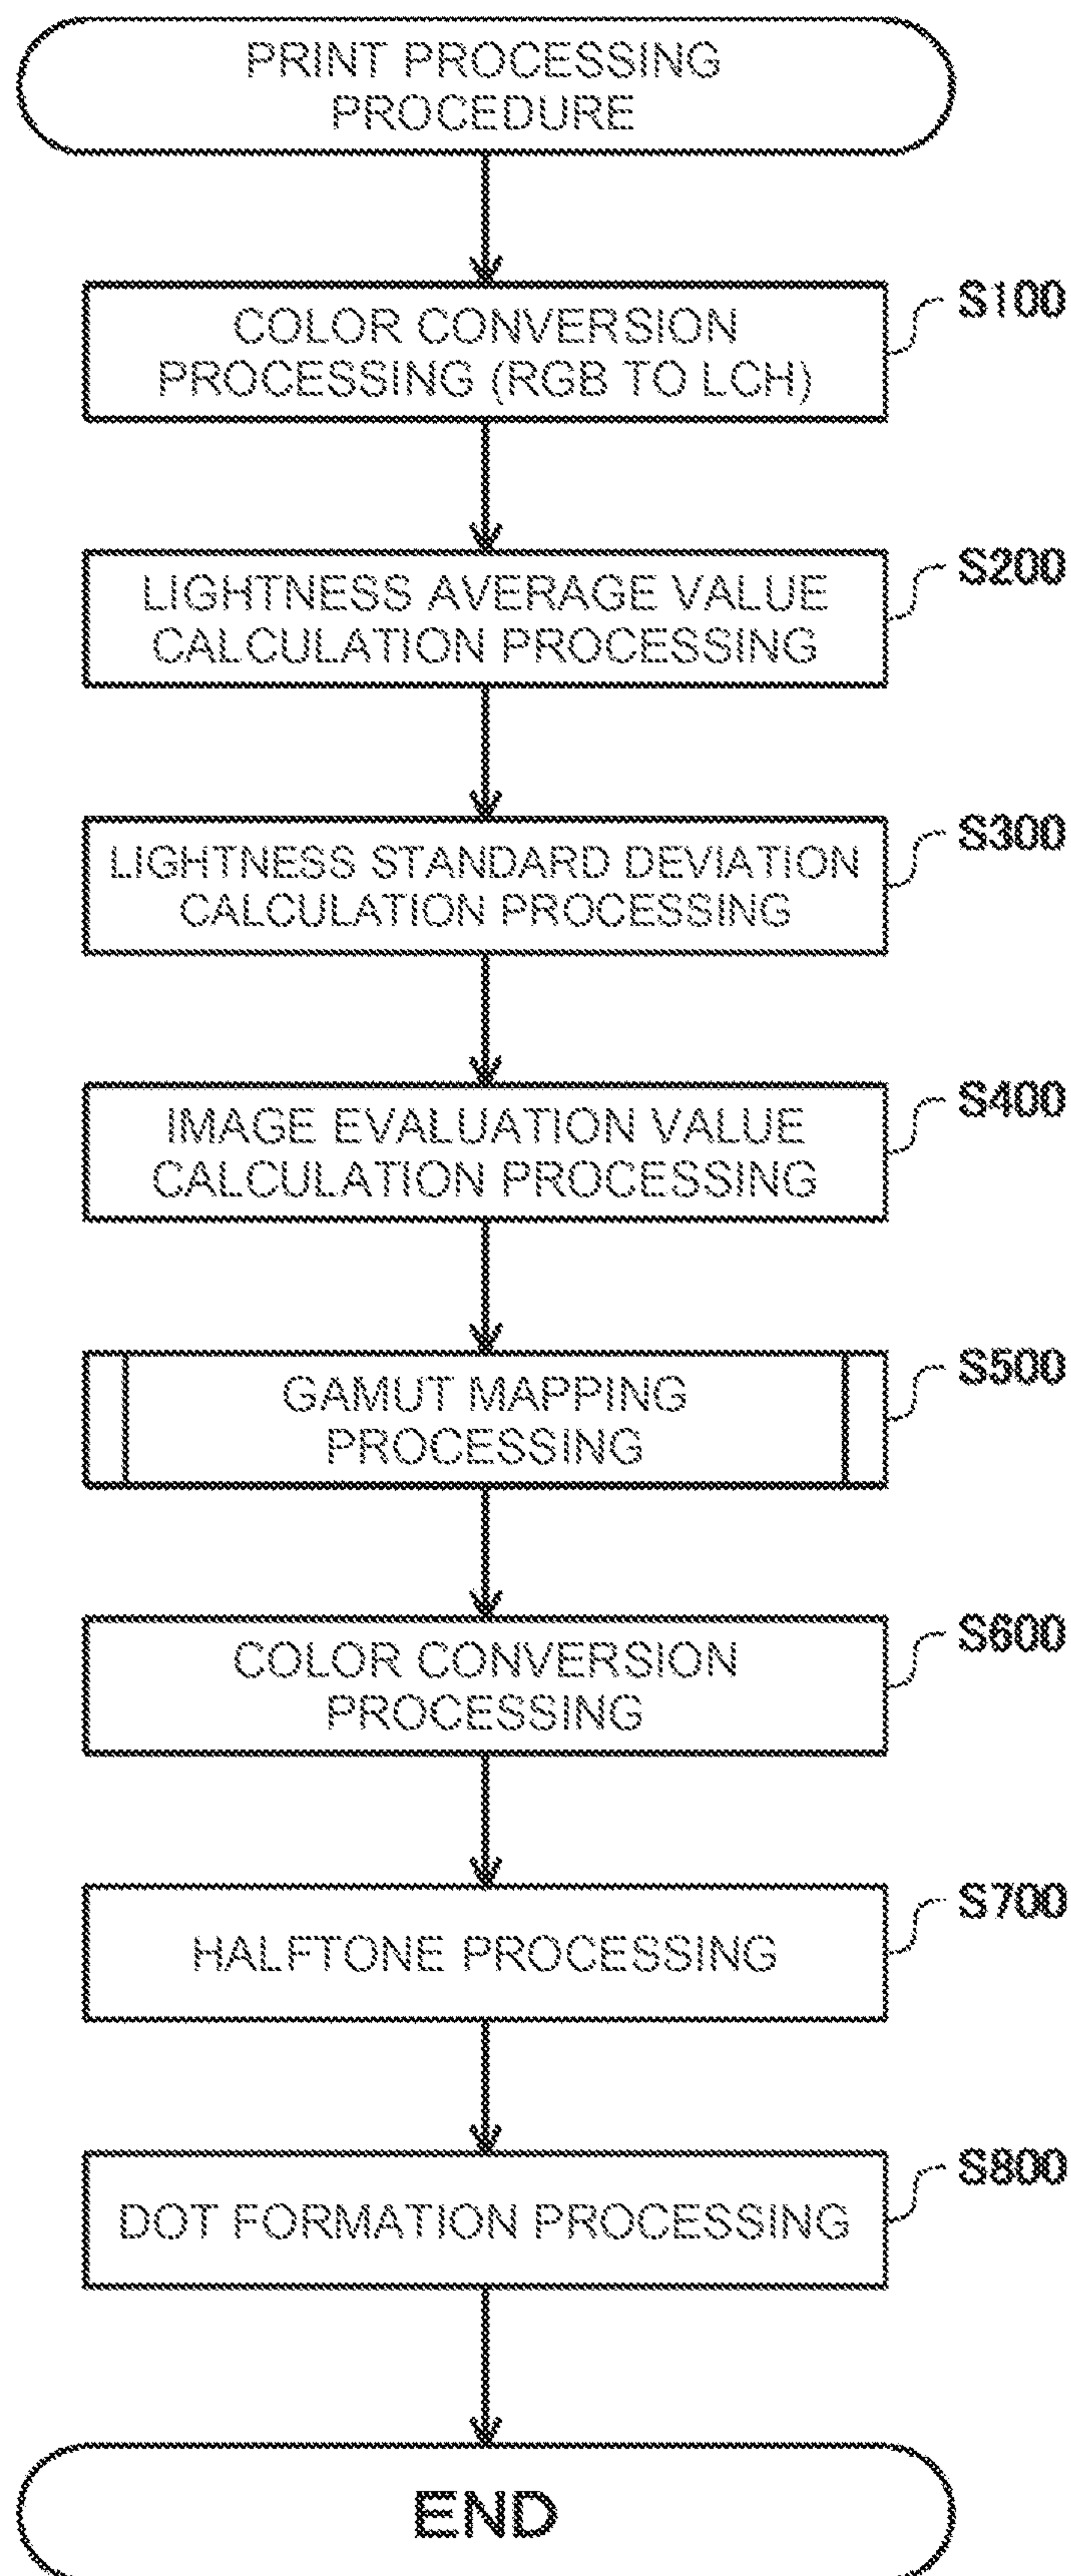 PRINT PROCESSING
PROCEDURE
S100
COLOR CONVERSION
PROCESSING (RGB TO LCH)
S200
LIGHTNESS AVERAGE VALUE
CALCULATION PROCESSING
S300
LIGHTNESS STANDARD DEVIATION
CALCULATION PROCESSING
S400
IMAGE EVALUATION VALUE
CALCULATION PROCESSING
S500
GAMUT MAPPING
PROCESSING
S600
COLOR CONVERSION
PROCESSING
S700
HALFTONE PROCESSING
S800
DOT FORMATION PROCESSING
END